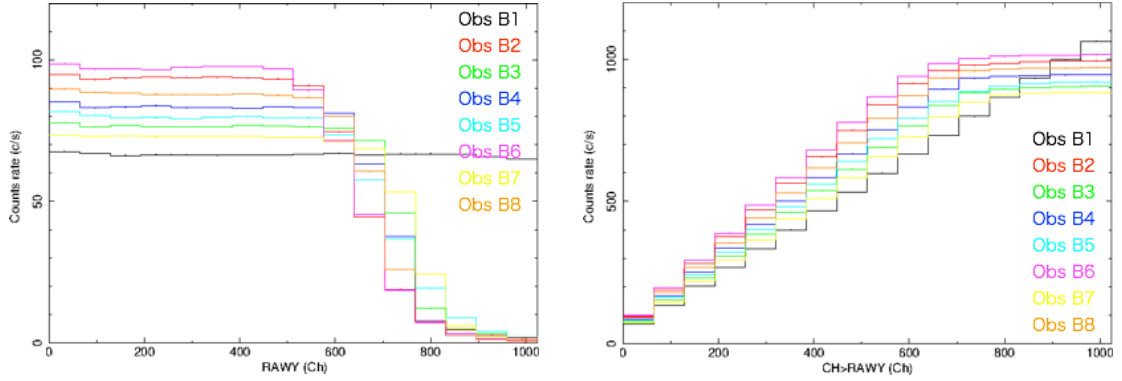 Obs B1
Obs B2
Obs B3
Obs B4
Obs B5
Obs B6
Obs B7
Obs B8
Counts rate (c/s)
0
50
100
0
200
400
600
800
1000
RAWY (Ch)
Obs B1
Obs B2
Obs B3
Obs B4
Obs B5
Obs B6
Obs B7
Obs B8
Counts rate (c/s)
0
500
1000
0
200
400
600
800
1000
CH>RAWY (Ch)